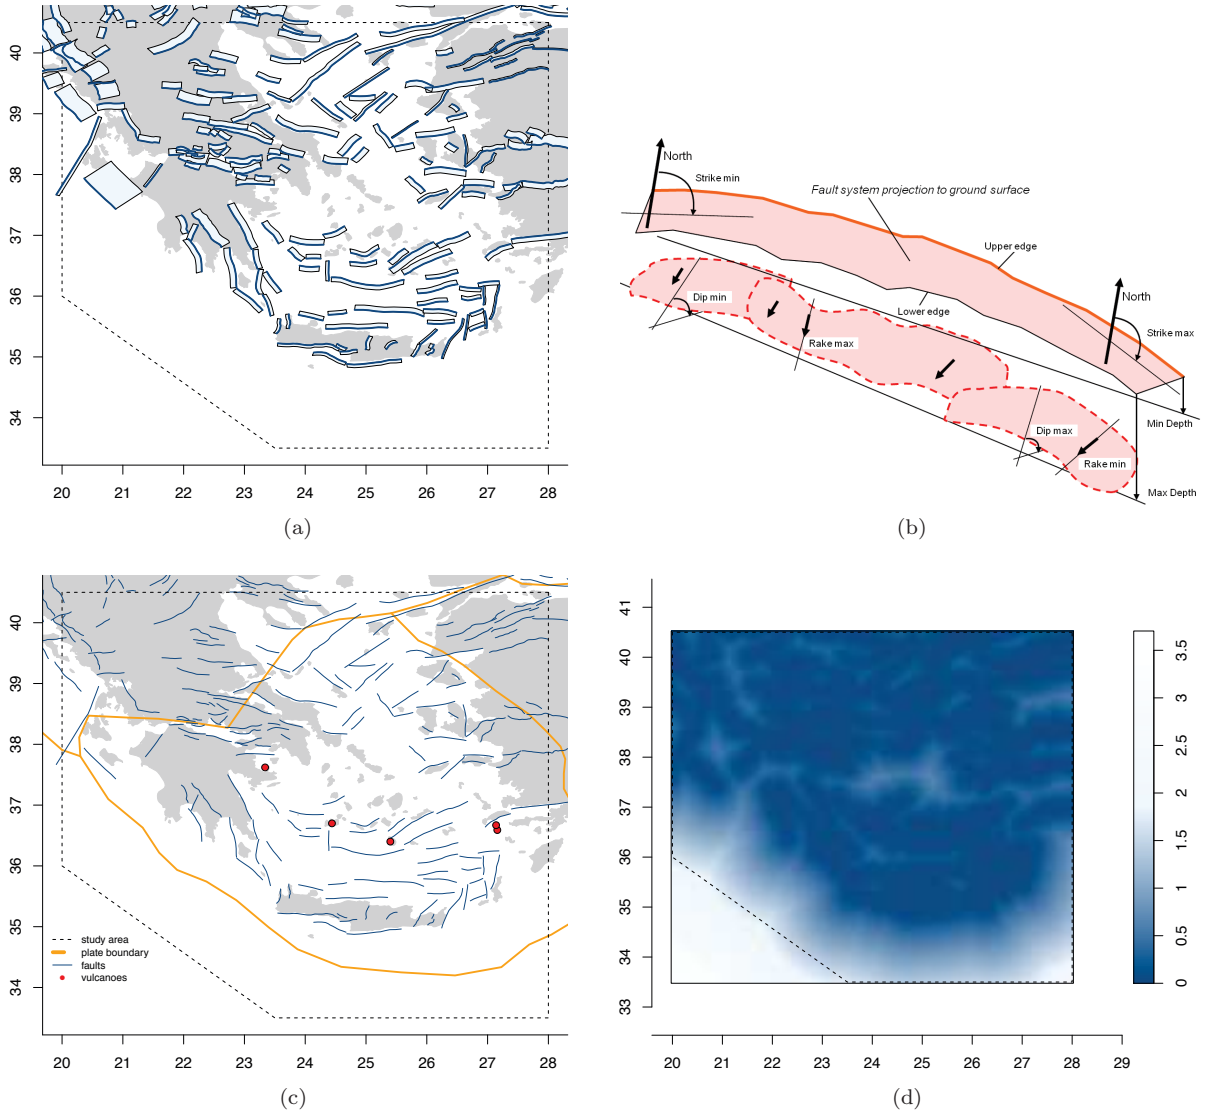 40
39
38
37
36
35
34
20 21 22 23 24 25 26 27 28
(a)
North
Strike min
Fault system projection to ground surface
Upper edge
North
Dip min
Lower edge
Strike max
Rake max
Min Depth
Dip max
Rake min
Max Depth
(b)
40
39
38
37
36
35
34
study area
plate boundary
faults
vulcanoes
20 21 22 23 24 25 26 27 28
(c)
41
40
39
38
37
36
35
34
33
20 21 22 23 24 25 26 27 28 29
3.5
3
2.5
2
1.5
1
0.5
0
(d)